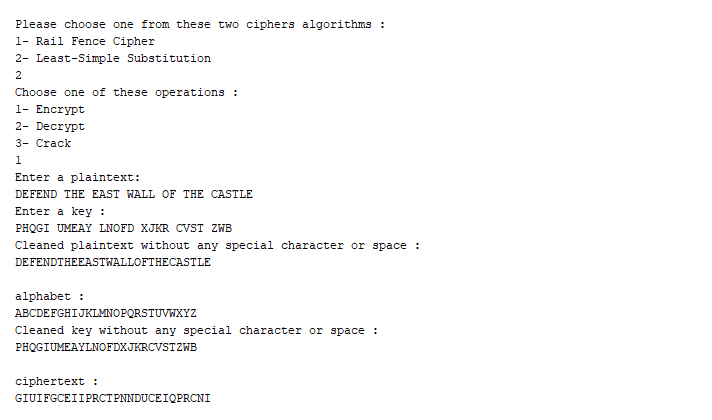 Please choose one from these two ciphers algorithms :
1- Rail Fence Cipher
2- Least-Simple Substitution
2
Choose one of these operations :
1- Encrypt
2- Decrypt
3- Crack
1
Enter a plaintext:
DEFEND THE EAST WALL OF THE CASTLE
Enter a key :
PHQGI UMEAY LNOFD XJKR CVST ZWB
Cleaned plaintext without any special character or space :
DEFENDTHEEASTWALLOFTHECASTLE
alphabet :
ABCDEFGHIJKLMNOPQRSTUVWXYZ
Cleaned key without any special character or space :
PHQGIUMEAYLNOFDXJKRCVSTZWB
ciphertext :
GIUIFGCEIIPRCTPNNDUCEIQPRCNI